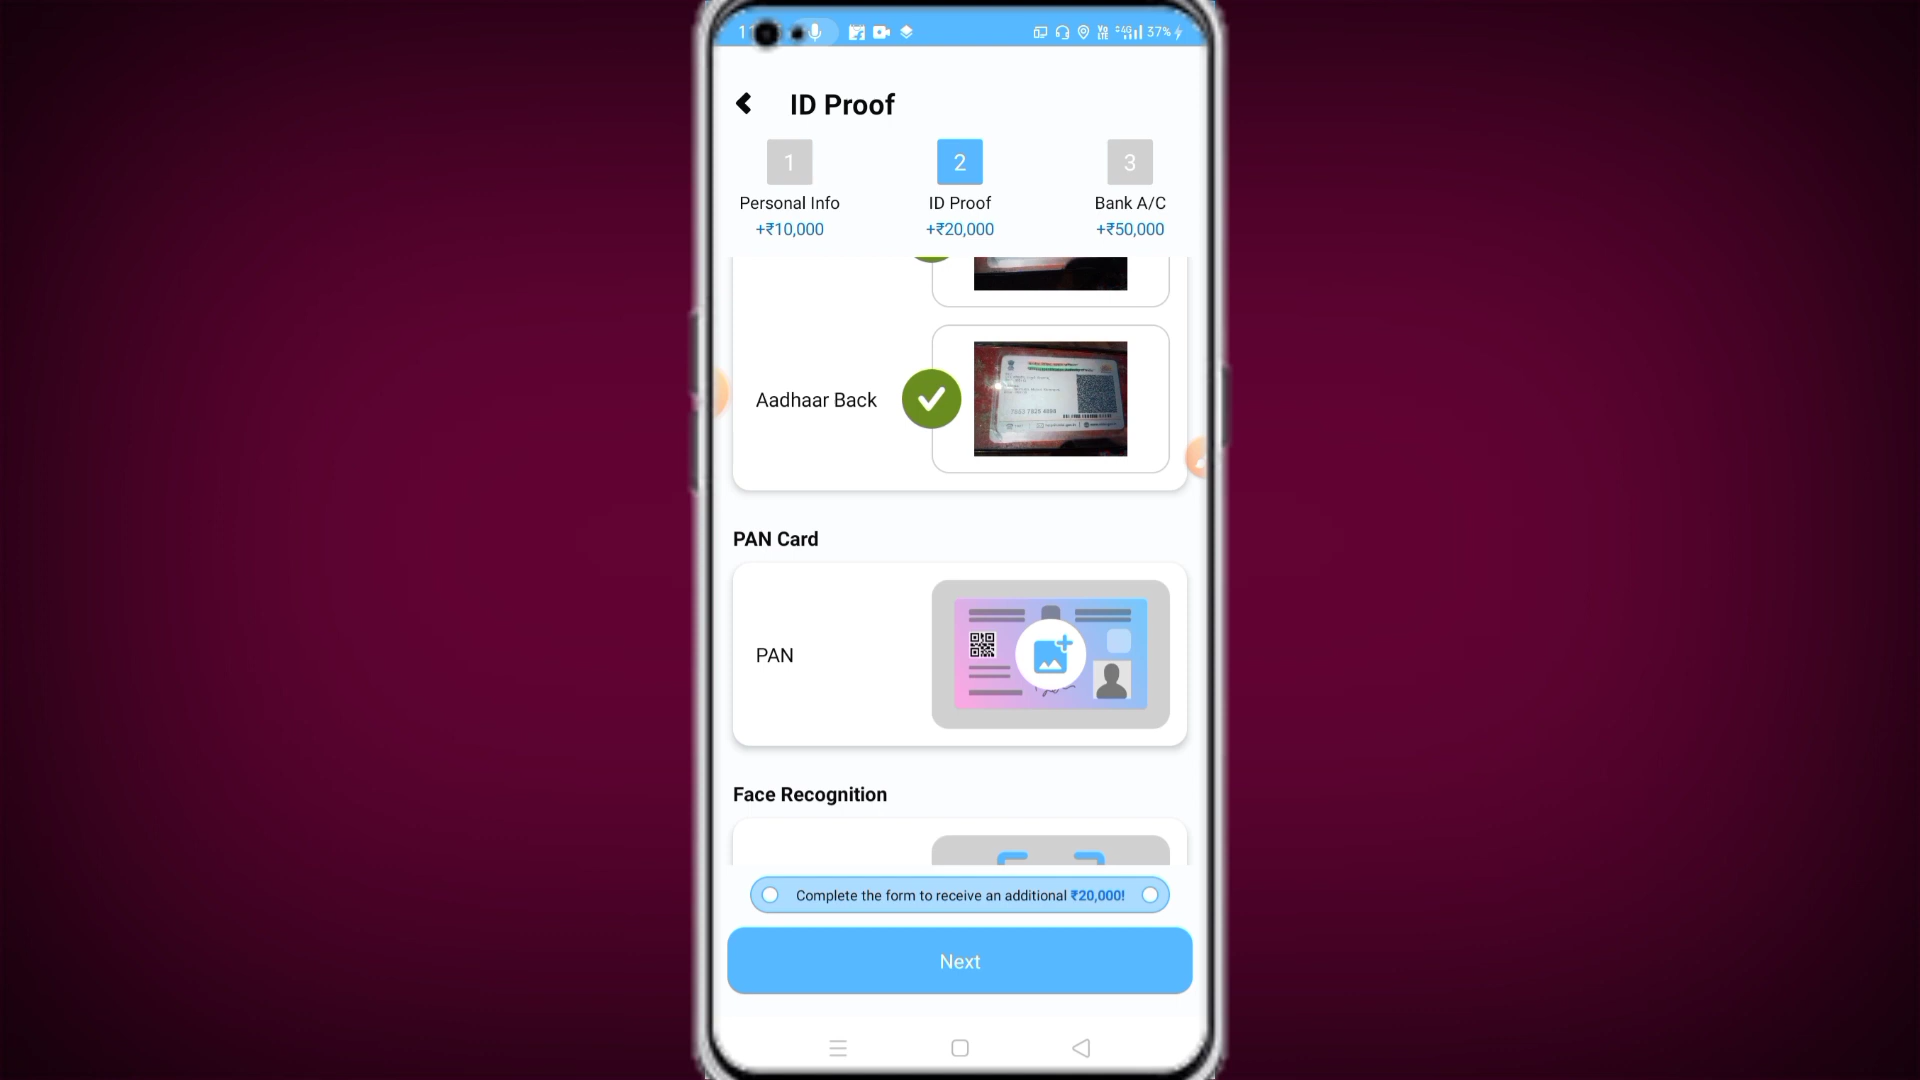 37%
ID Proof
1
2
3
Personal Info
ID Proof
Bank A/C
+₹10,000
+₹20,000
+₹50,000
Aadhaar Back
PAN Card
PAN
Face Recognition
Complete the form to receive an additional ₹20,000!
Next